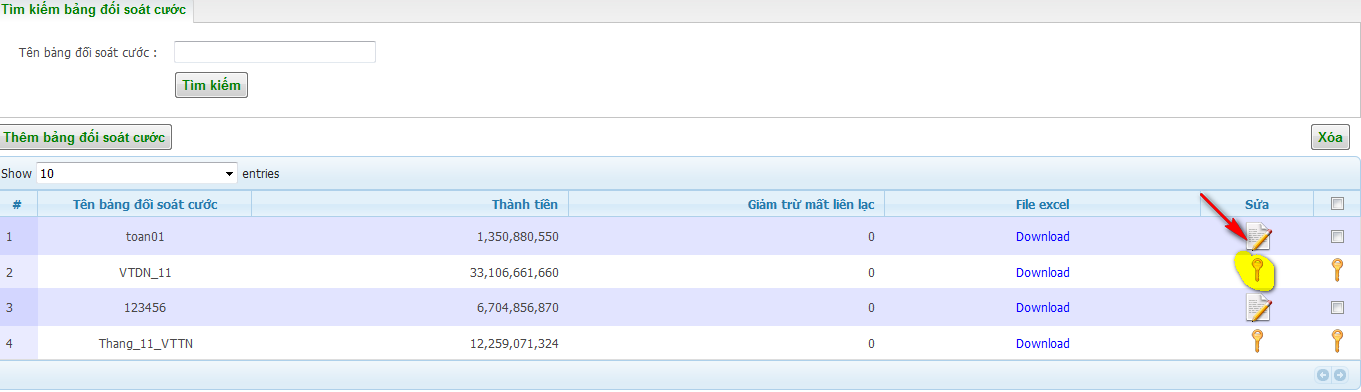 Tìm kiếm bảng đối soát cước
Tên bảng đối soát cước :
Tìm kiếm
Thêm bảng đối soát cước Xóa
Show 10 entries
# Tên bảng đối soát cước Thành tiền Giảm trừ mất liên lạc File excel Sửa
1 toan01 1,350,880,550 0 Download
2 VTDN_11 33,106,661,660 0 Download
3 123456 6,704,856,870 0 Download
4 Thang_11_VTTN 12,259,071,324 0 Download